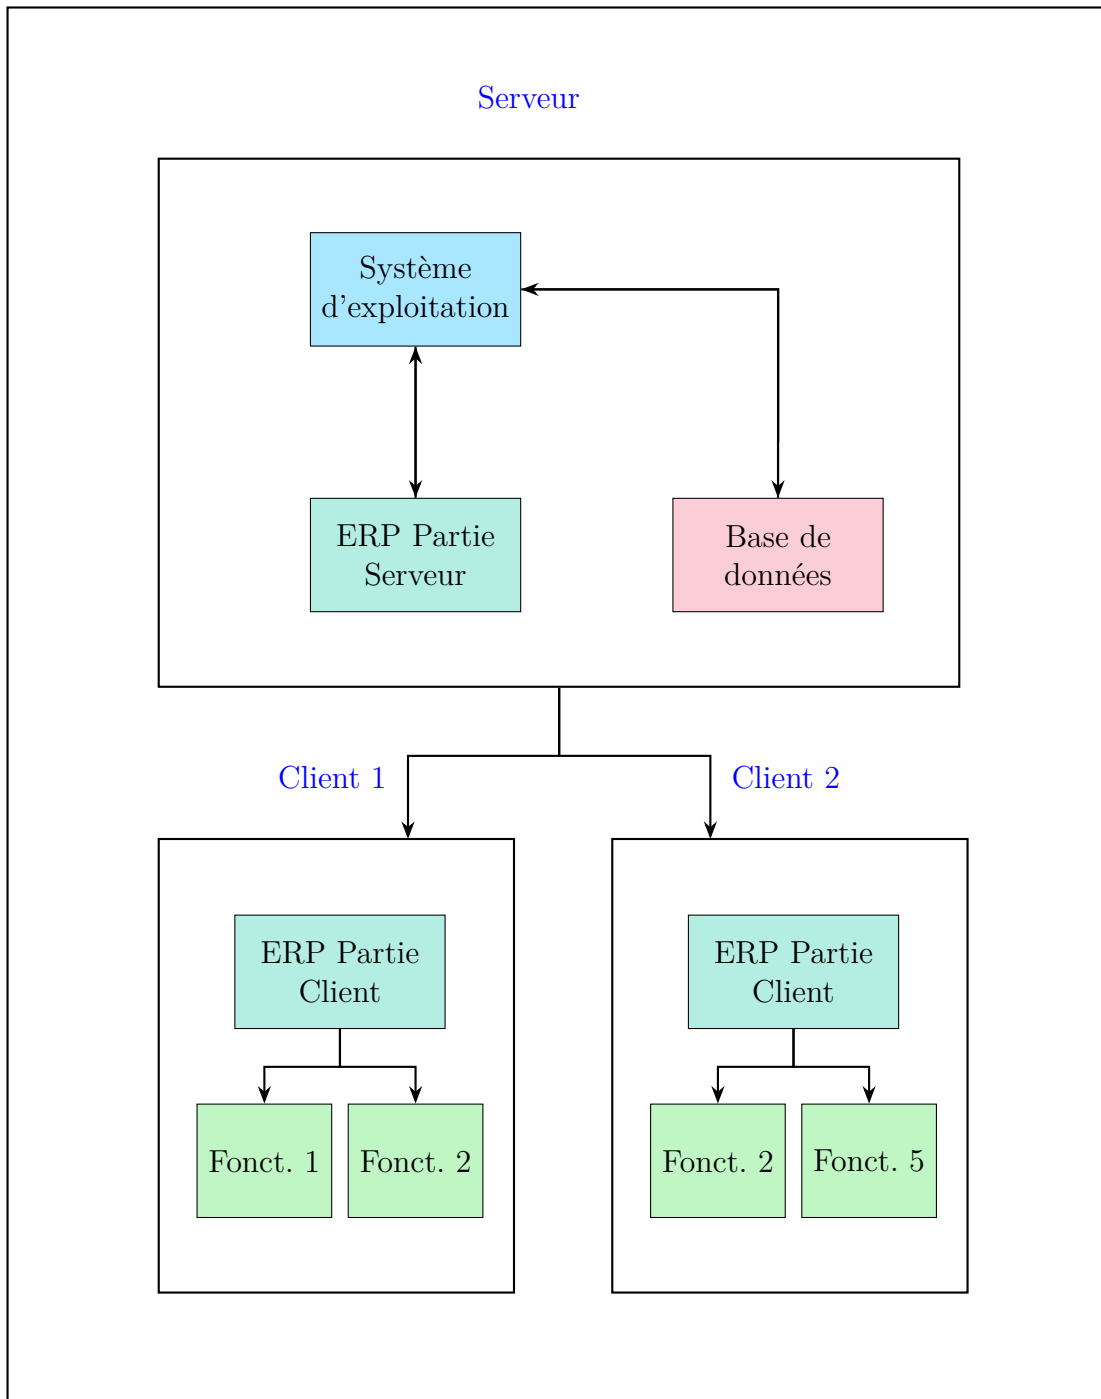 Serveur
Système
d'exploitation
ERP Partie
Serveur
Base de
données
Client 1
Client 2
ERP Partie
Client
ERP Partie
Client
Fonct. 1
Fonct. 2
Fonct. 2
Fonct. 5